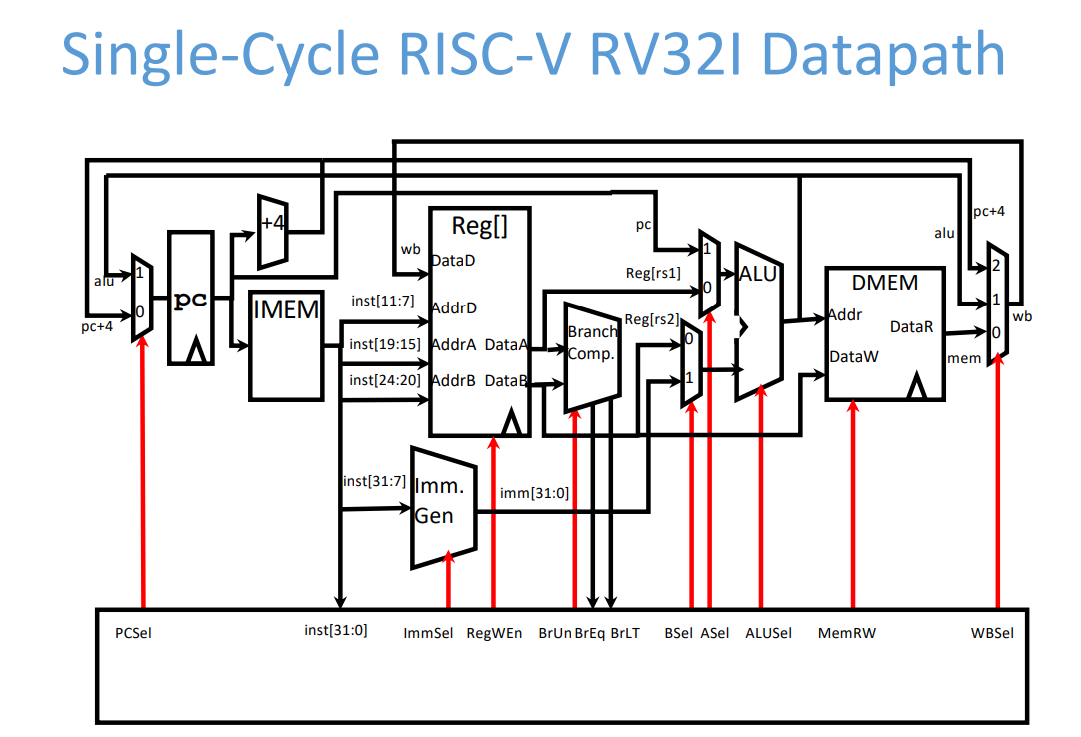 Single-Cycle RISC-V RV32I Datapath
pc+4
alu
+4
Reg[]
pc
wb
DataD
Reg[rs1]
1
0
ALU
DMEM
2
1
0
wb
alu
1
0
pc+4
pc
IMEM
inst[11:7]
AddrD
inst[19:15]
AddrA
DataA
inst[24:20]
AddrB
DataB
Branch
Comp.
Reg[rs2]
0
1
Addr
DataR
DataW
mem
inst[31:7]
Imm.
Gen
imm[31:0]
PCSel
inst[31:0]
ImmSel
RegWEn
BrUn
BrEq
BrLT
BSel
ASel
ALUSel
MemRW
WBSel